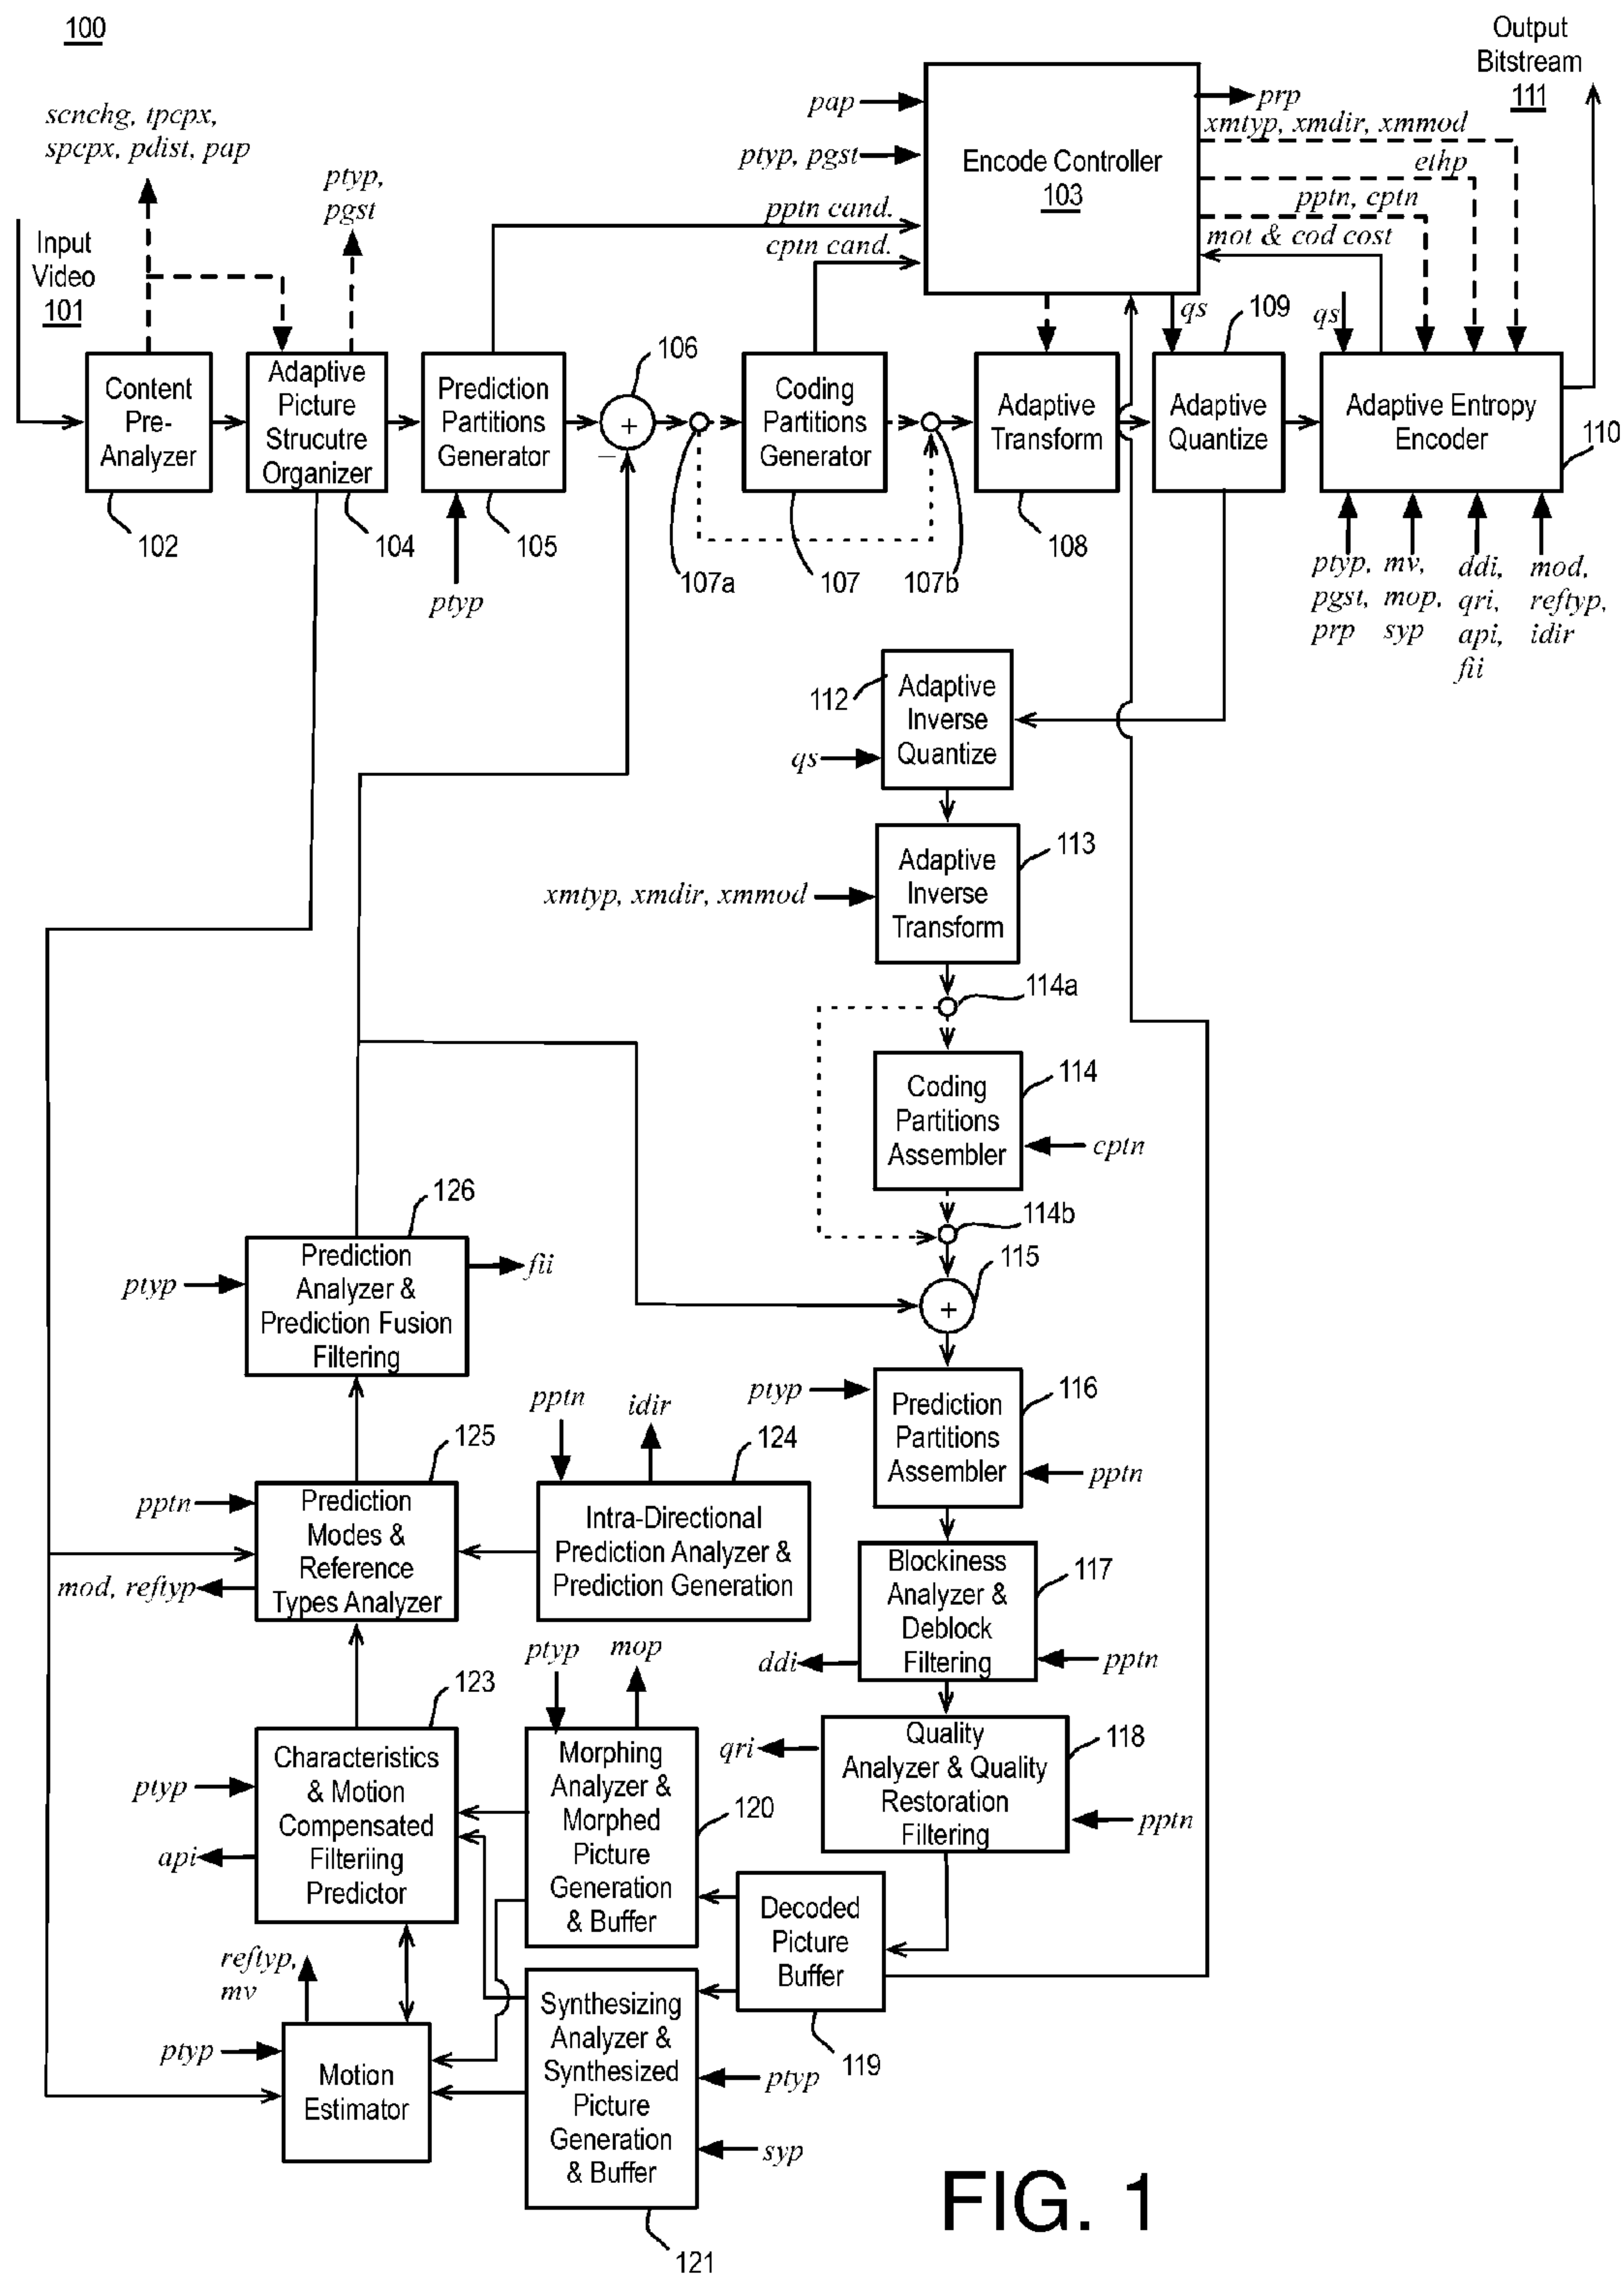 100
Output
Bitstream
111
scnchg, tpcpx,
spcpx, pdist, pap
ptyp,
pgst
Input
Video
101
pap
ptyp, pgst
pptn cand.
cptn cand.
Encode Controller
103
prp
xmtyp, xmdir, xmmod
ethp
pptn, cptn
mot & cod cost
qs
109
qs
106
Content
Pre-
Analyzer
102
Adaptive
Picture
Strucutre
Organizer
104
Prediction
Partitions
Generator
105
ptyp
+
–
107a
Coding
Partitions
Generator
107
107b
Adaptive
Transform
108
Adaptive
Quantize
Adaptive Entropy
Encoder
110
ptyp,
pgst,
prp
mv,
mop,
syp
ddi,
qri,
api,
fii
mod,
reftyp,
idir
112
Adaptive
Inverse
Quantize
qs
113
Adaptive
Inverse
Transform
xmtyp, xmdir, xmmod
114a
114
Coding
Partitions
Assembler
cptn
114b
115
+
126
Prediction
Analyzer &
Prediction Fusion
Filtering
ptyp
fii
ptyp
116
Prediction
Partitions
Assembler
pptn
125
Prediction
Modes &
Reference
Types Analyzer
pptn
mod, reftyp
pptn
idir
124
Intra-Directional
Prediction Analyzer &
Prediction Generation
117
Blockiness
Analyzer &
Deblock
Filtering
ddi
pptn
118
Quality
Analyzer & Quality
Restoration
Filtering
qri
pptn
123
Characteristics
& Motion
Compensated
Filteriing
Predictor
ptyp
api
ptyp
mop
120
Morphing
Analyzer &
Morphed
Picture
Generation
& Buffer
Decoded
Picture
Buffer
119
reftyp,
mv
ptyp
Motion
Estimator
Synthesizing
Analyzer &
Synthesized
Picture
Generation
& Buffer
ptyp
syp
121
FIG. 1